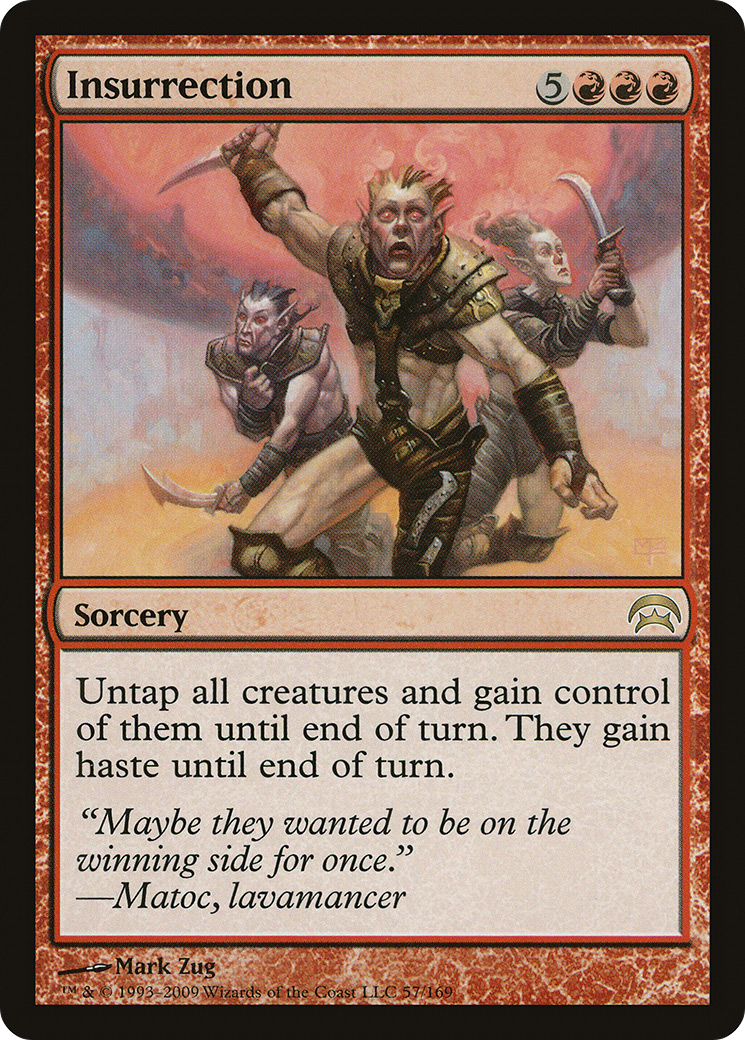 Insurrection 5
Sorcery
Untap all creatures and gain control
of them until end of turn. They gain
haste until end of turn.
“Maybe they wanted to be on the
winning side for once.”
—Matoc, lavamancer
Mark Zug
™ & © 1993–2009 Wizards of the Coast LLC 57/169